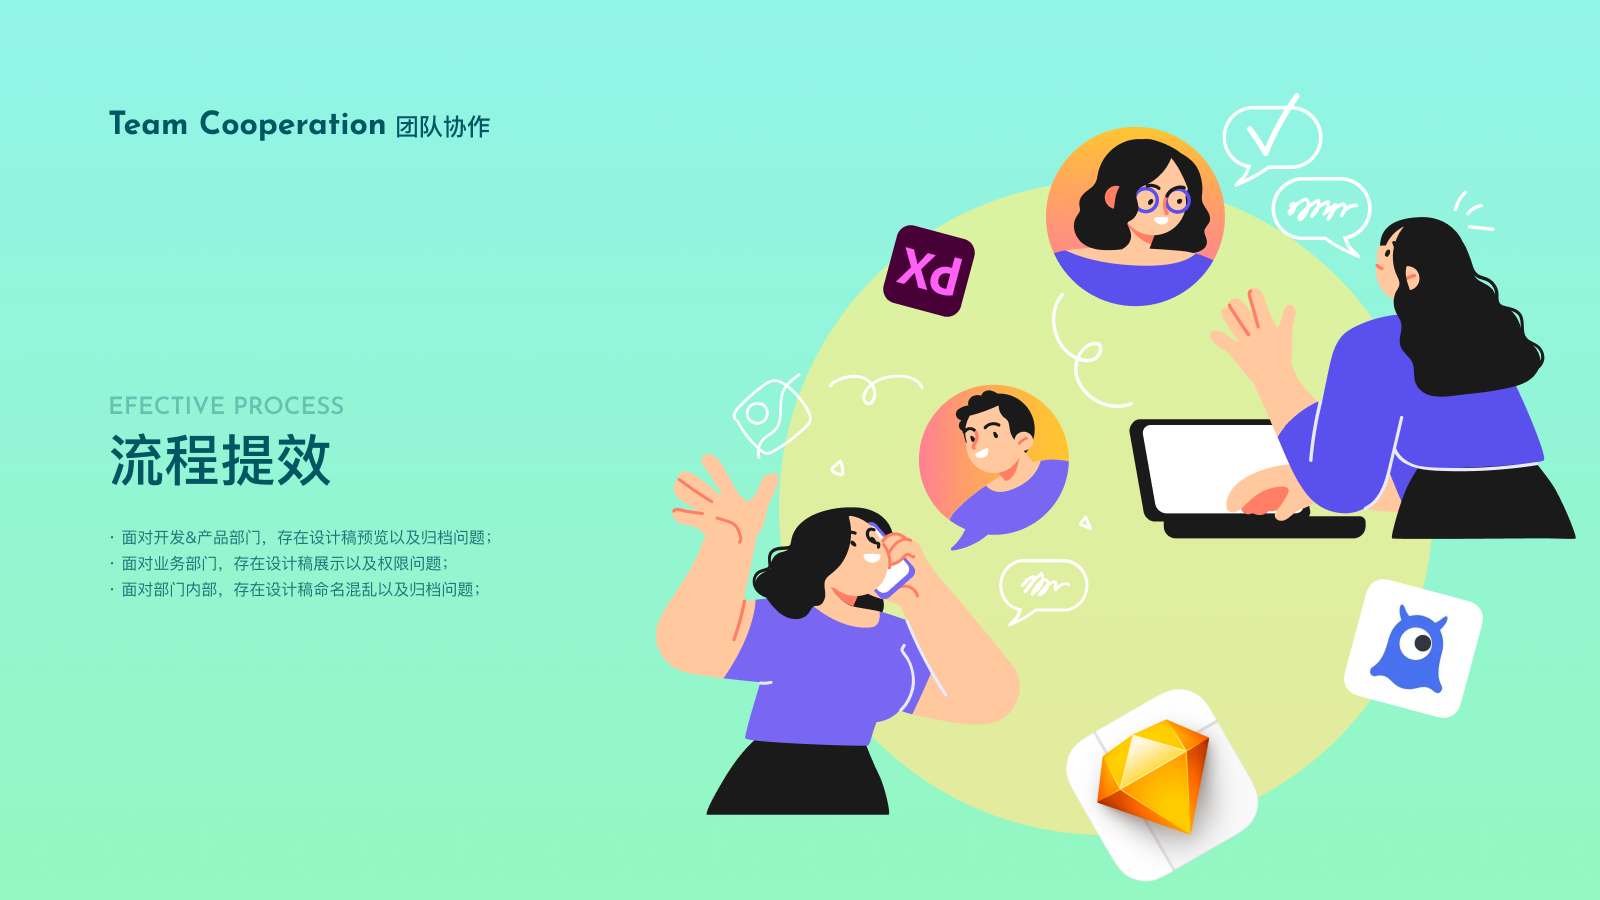 Team Cooperation 团队协作
Xd
EFECTIVE PROCESS
流程提效
· 面对开发&产品部门，存在设计稿预览以及归档问题；
· 面对业务部门，存在设计稿展示以及权限问题；
· 面对部门内部，存在设计稿命名混乱以及归档问题；